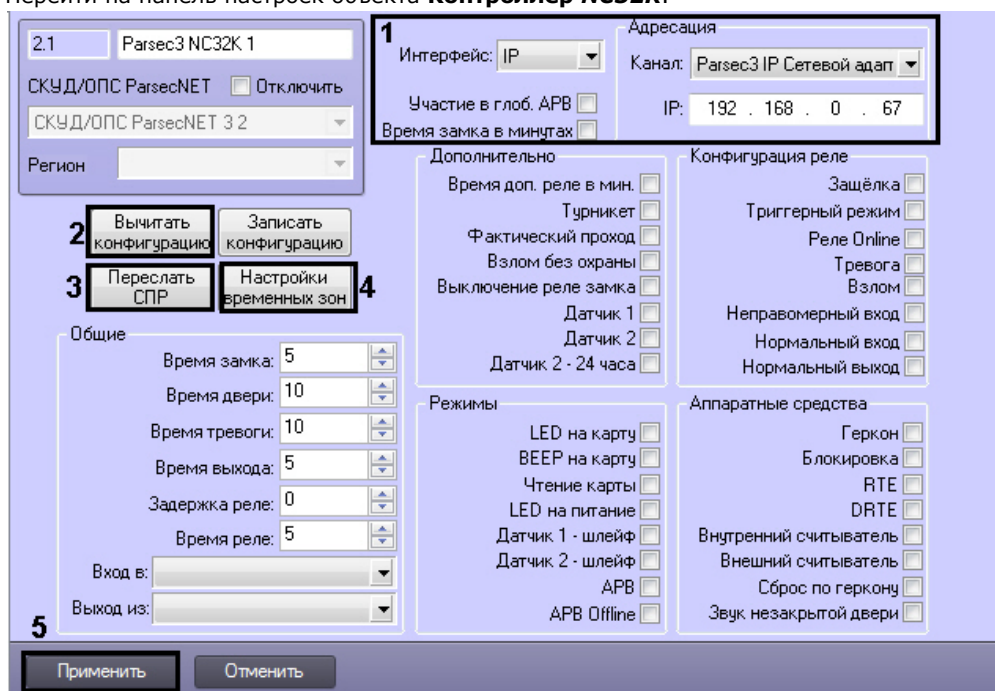 Перейти на панель настроек объекта Контроллер NC32K.
2.1 Parsec3 NC32K 1
СКУД/ОПС ParsecNET Отключить
СКУД/ОПС ParsecNET 3 2
Регион
1
Интерфейс: IP
Участие в глоб. APB
Время замка в минутах
Адресация
Канал: Parsec3 IP Сетевой адап
IP: 192 . 168 . 0 . 67
2
Вычитать
конфигурацию
Записать
конфигурацию
3
Переслать
СПР
Настройки
временных зон
4
Общие
Время замка: 5
Время двери: 10
Время тревоги: 10
Время выхода: 5
Задержка реле: 0
Время реле: 5
Вход в:
Выход из:
Дополнительно
Время доп. реле в мин.
Турникет
Фактический проход
Взлом без охраны
Выключение реле замка
Датчик 1
Датчик 2
Датчик 2 - 24 часа
Конфигурация реле
Защёлка
Триггерный режим
Реле Online
Тревога
Взлом
Неправомерный вход
Нормальный вход
Нормальный выход
Режимы
LED на карту
BEEP на карту
Чтение карты
LED на питание
Датчик 1 - шлейф
Датчик 2 - шлейф
APB
APB Offline
Аппаратные средства
Геркон
Блокировка
RTE
DRTE
Внутренний считыватель
Внешний считыватель
Сброс по геркону
Звук незакрытой двери
5
Применить
Отменить